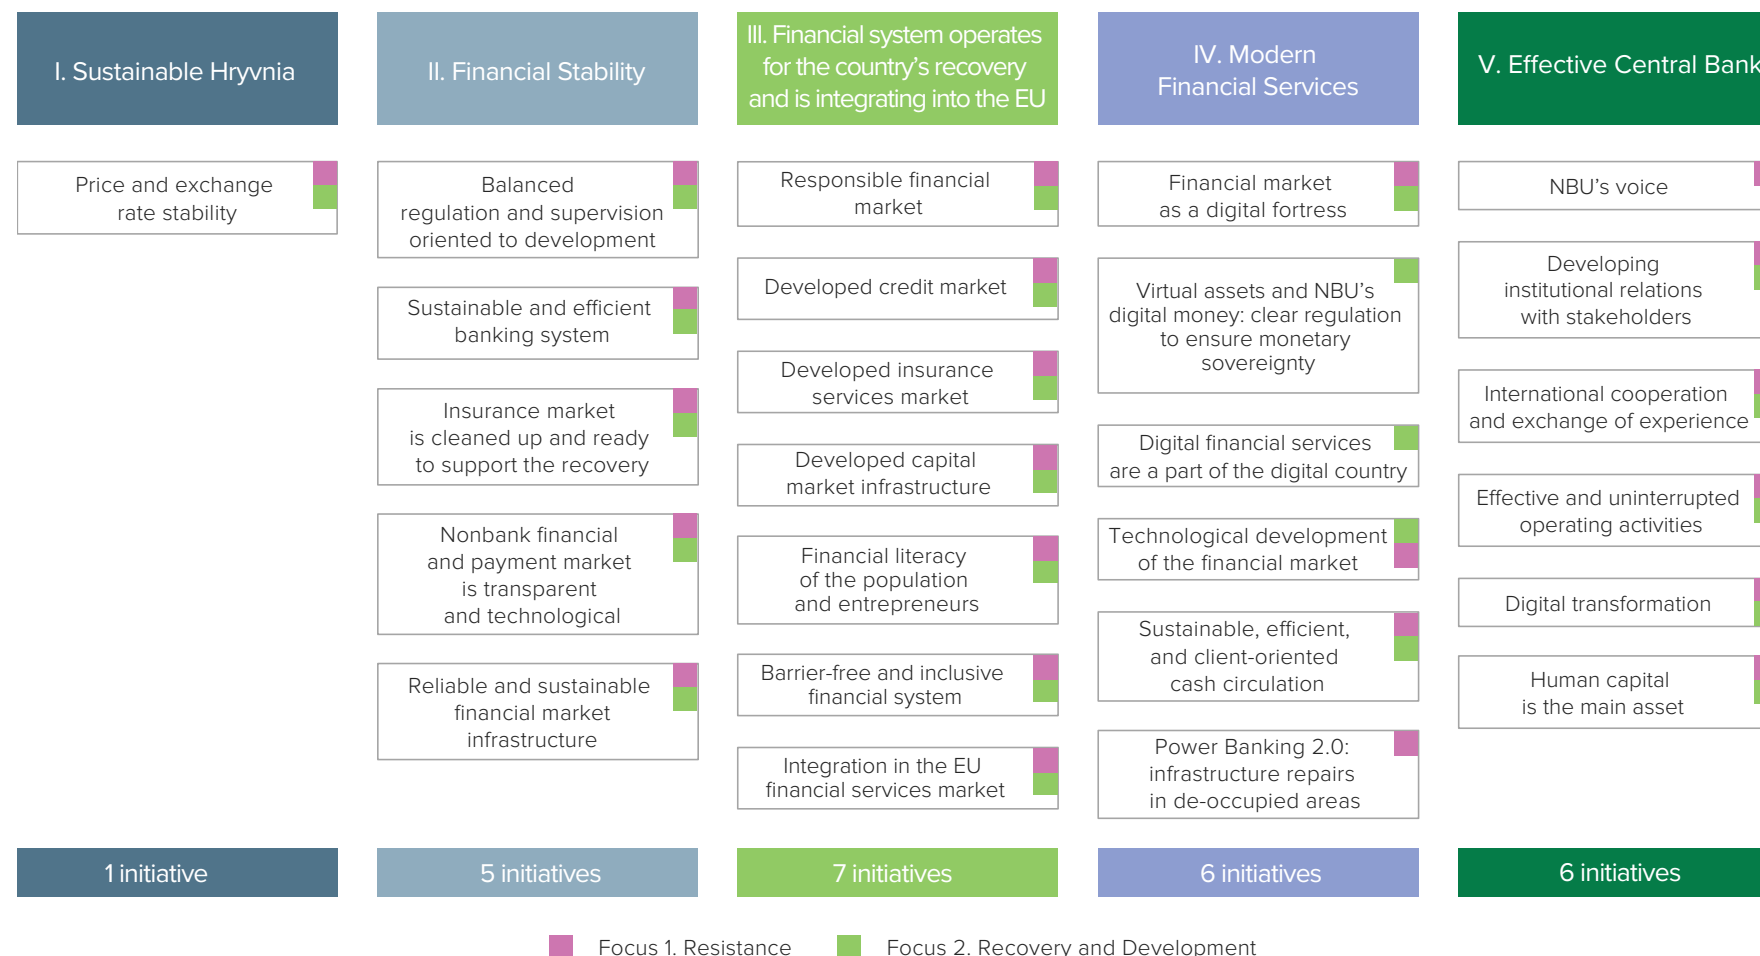 I. Sustainable Hryvnia
Price and exchange
rate stability
1 initiative
II. Financial Stability
Balanced
regulation and supervision
oriented to development
Sustainable and efficient
banking system
Insurance market
is cleaned up and ready
to support the recovery
Nonbank financial
and payment market
is transparent
and technological
Reliable and sustainable
financial market
infrastructure
5 initiatives
III. Financial system operates
for the country's recovery
and is integrating into the EU
Responsible financial
market
Developed credit market
Developed insurance
services market
Developed capital
market infrastructure
Financial literacy
of the population
and entrepreneurs
Barrier-free and inclusive
financial system
Integration in the EU
financial services market
7 initiatives
IV. Modern
Financial Services
Financial market
as a digital fortress
Virtual assets and NBU's
digital money: clear regulation
to ensure monetary
sovereignty
Digital financial services
are a part of the digital country
Technological development
of the financial market
Sustainable, efficient,
and client-oriented
cash circulation
Power Banking 2.0:
infrastructure repairs
in de-occupied areas
6 initiatives
V. Effective Central Bank
NBU's voice
Developing
institutional relations
with stakeholders
International cooperation
and exchange of experience
Effective and uninterrupted
operating activities
Digital transformation
Human capital
is the main asset
6 initiatives
Focus 1. Resistance
Focus 2. Recovery and Development